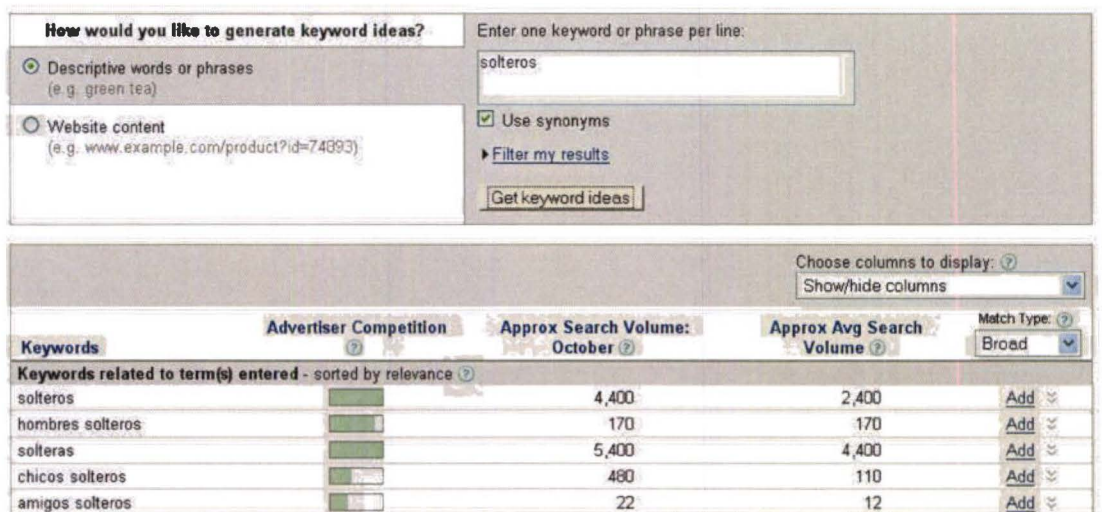 How would you like to generate keyword ideas?
Descriptive words or phrases
(e.g. green tea)
Website content
(e.g. www.example.com/product?id=74893)
Enter one keyword or phrase per line:
solteros
Use synonyms
Filter my results
Get keyword ideas
Choose columns to display: ?
Show/hide columns
Keywords Advertiser Competition ? Approx Search Volume: October ? Approx Avg Search Volume ? Match Type: ? Broad
Keywords related to term(s) entered - sorted by relevance ?
solteros 4,400 2,400 Add
hombres solteros 170 170 Add
solteras 5,400 4,400 Add
chicos solteros 480 110 Add
amigos solteros 22 12 Add